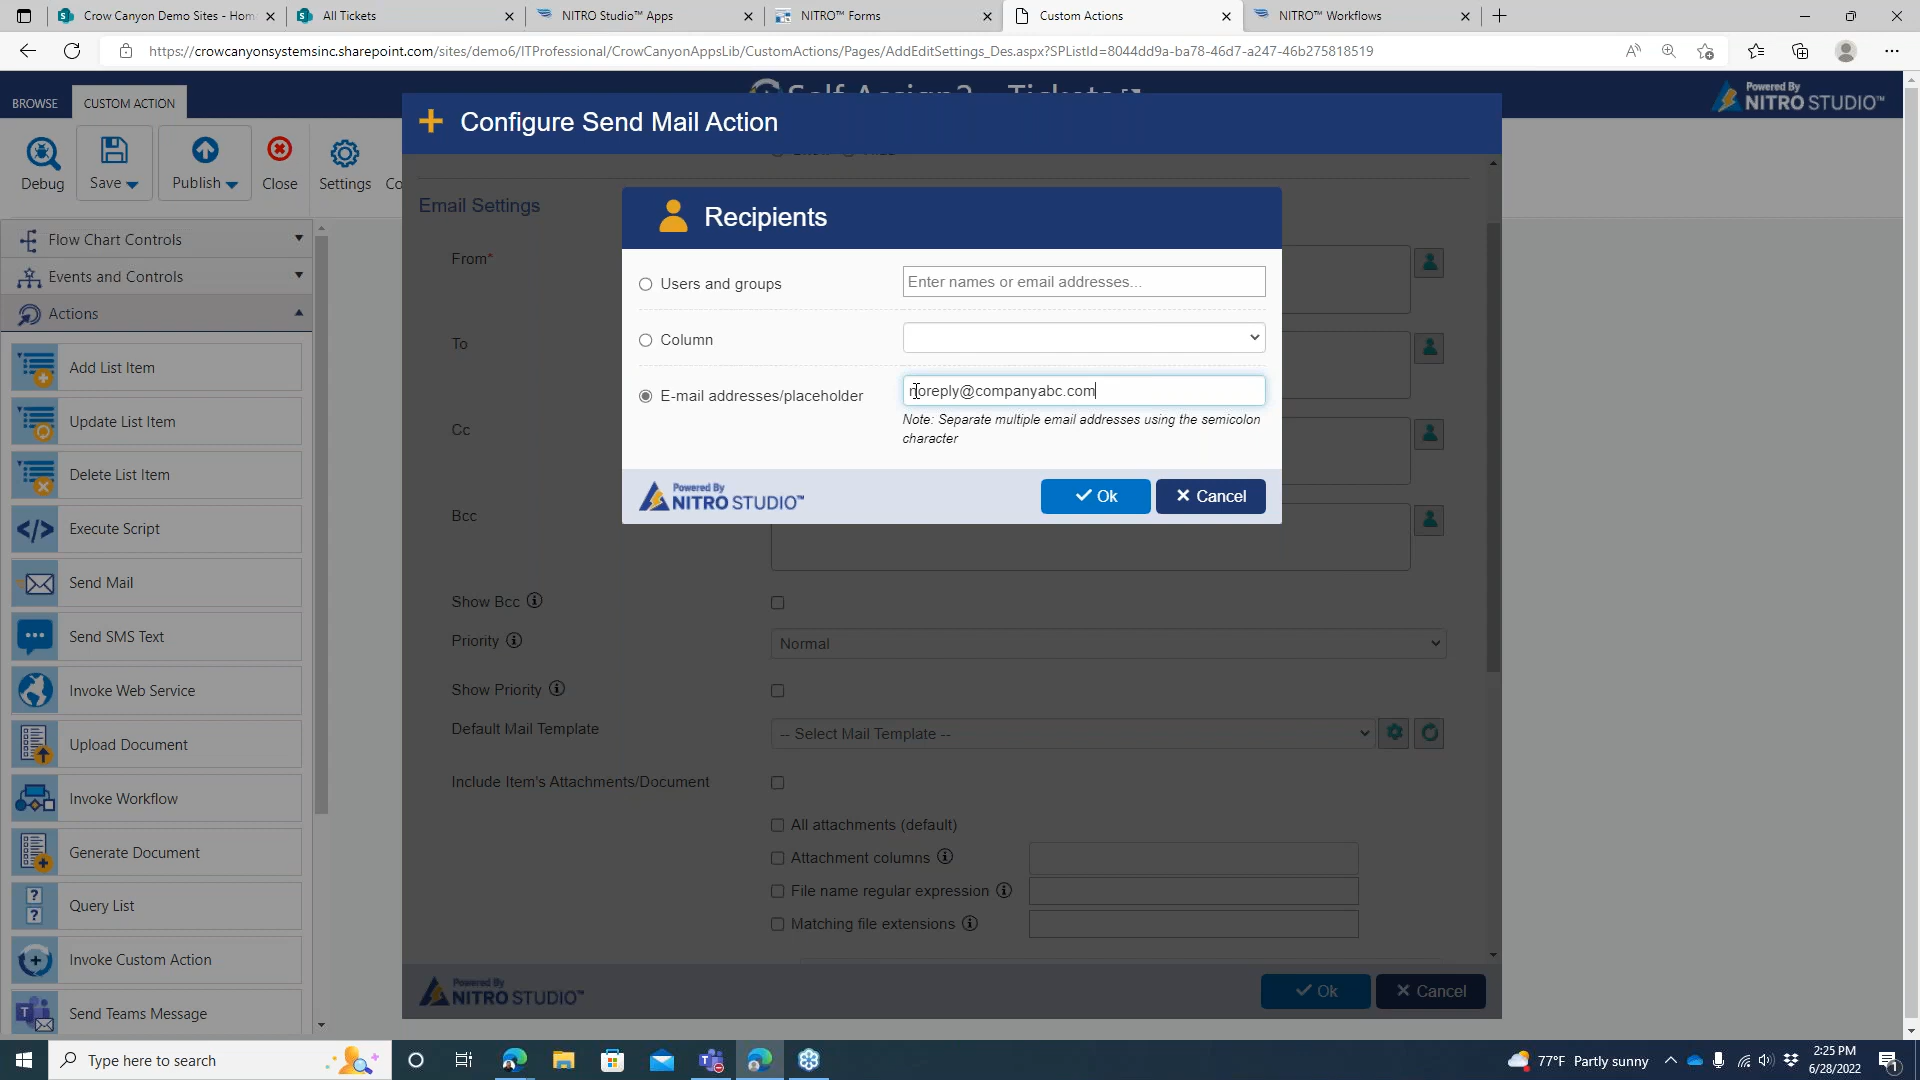 Crow Canyon Demo Sites - Hom
All Tickets
NITRO Studio™ Apps
NITRO™ Forms
Custom Actions
NITRO™ Workflows
https://crowcanyonsystemsinc.sharepoint.com/sites/demo6/ITProfessional/CrowCanyonAppsLib/CustomActions/Pages/AddEditSettings_Des.aspx?SPListId=8044dd9a-ba78-46d7-a247-46b275818519
BROWSE
CUSTOM ACTION
Powered By
NITRO STUDIO™
Debug
Save
Publish
Close
Settings
Co
Flow Chart Controls
Events and Controls
Actions
Add List Item
Update List Item
Delete List Item
Execute Script
Send Mail
Send SMS Text
Invoke Web Service
Upload Document
Invoke Workflow
Generate Document
Query List
Invoke Custom Action
Send Teams Message
Configure Send Mail Action
Email Settings
From*
To
Cc
Bcc
Show Bcc
Priority
Normal
Show Priority
Default Mail Template
-- Select Mail Template --
Include Item's Attachments/Document
All attachments (default)
Attachment columns
File name regular expression
Matching file extensions
Powered By
NITRO STUDIO™
Ok
Cancel
Recipients
Users and groups
Enter names or email addresses...
Column
E-mail addresses/placeholder
noreply@companyabc.com
Note: Separate multiple email addresses using the semicolon
character
Powered By
NITRO STUDIO™
Ok
Cancel
Type here to search
77°F Partly sunny
2:25 PM
6/28/2022
1